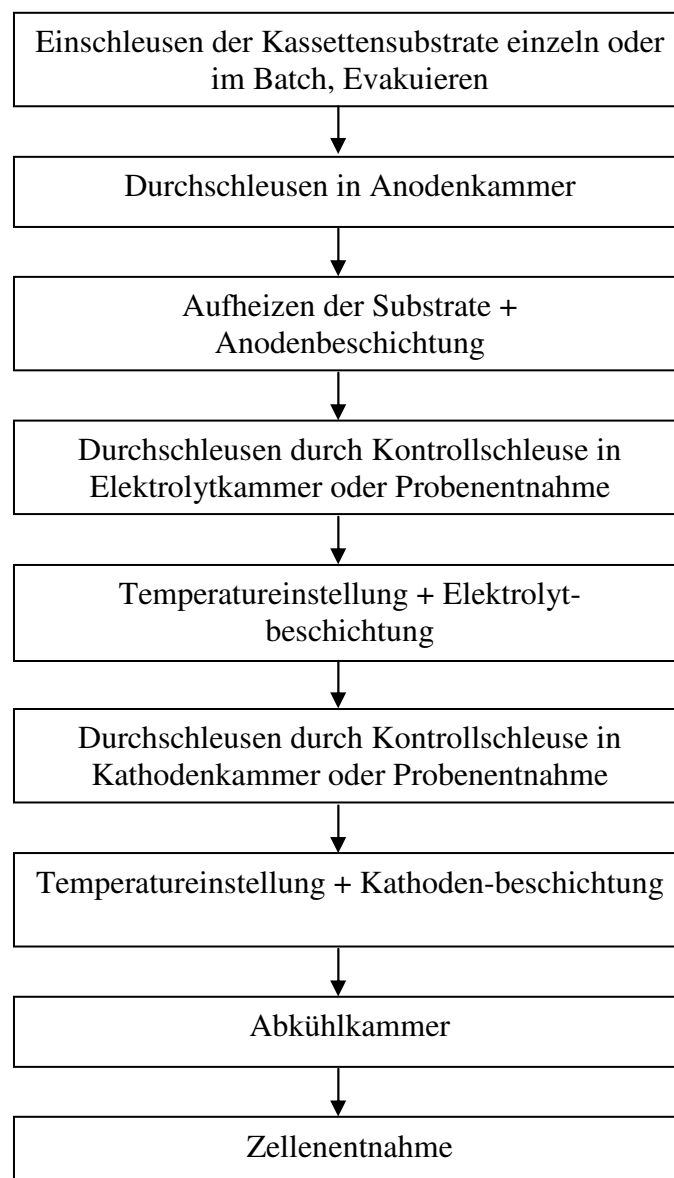 Einschleusen der Kassettensubstrate einzeln oder
im Batch, Evakuieren
Durchschleusen in Anodenkammer
Aufheizen der Substrate +
Anodenbeschichtung
Durchschleusen durch Kontrollschleuse in
Elektrolytkammer oder Probenentnahme
Temperatureinstellung + Elektrolyt-
beschichtung
Durchschleusen durch Kontrollschleuse in
Kathodenkammer oder Probenentnahme
Temperatureinstellung + Kathoden-beschichtung
Abkühlkammer
Zellenentnahme